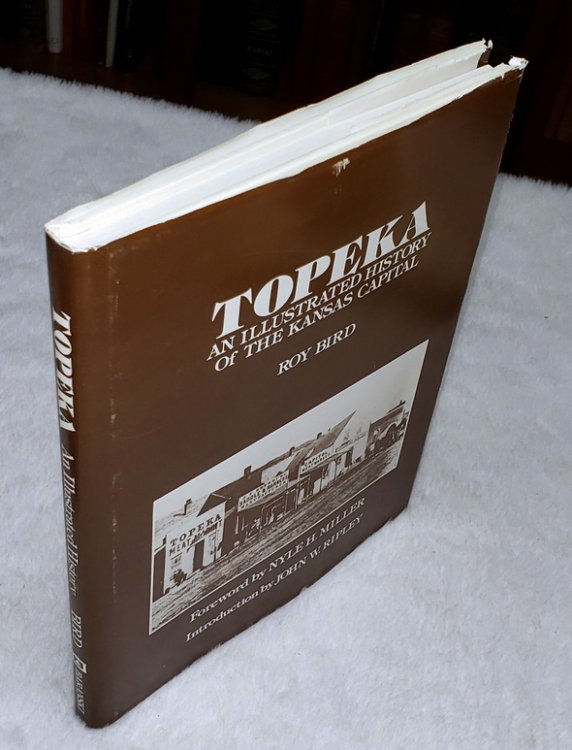 TOPEKA
AN ILLUSTRATED HISTORY
Of THE KANSAS CAPITAL
ROY BIRD
TOPEKA
Foreword by NYLE H. MILLER
Introduction by JOHN W. RIPLEY
TOPEKA An Illustrated History BIRD